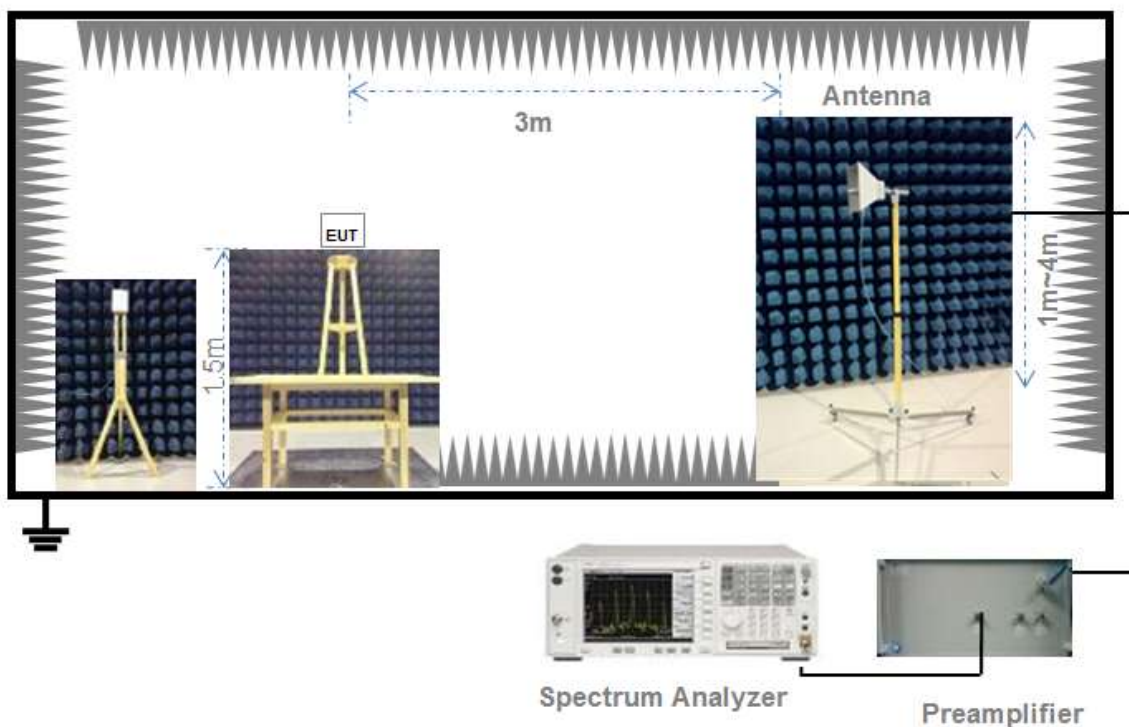 Antenna
3m
EUT
1.5m
1m~4m
Spectrum Analyzer
Preamplifier